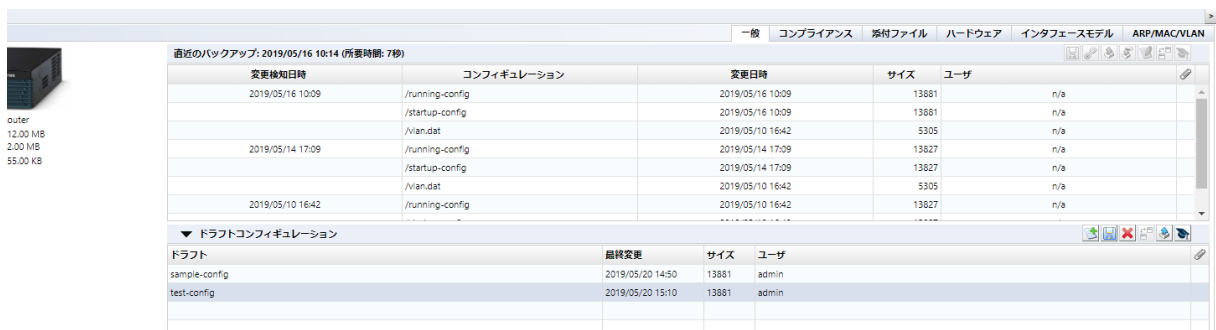 >
一般 コンプライアンス 添付ファイル ハードウェア インタフェースモデル ARP/MAC/VLAN
直近のバックアップ: 2019/05/16 10:14 (所要時間: 7秒)
変更検知日時 コンフィギュレーション 変更日時 サイズ ユーザ
2019/05/16 10:09 /running-config 2019/05/16 10:09 13881 n/a
/startup-config 2019/05/16 10:09 13881 n/a
/vlan.dat 2019/05/10 16:42 5305 n/a
2019/05/14 17:09 /running-config 2019/05/14 17:09 13827 n/a
/startup-config 2019/05/14 17:09 13827 n/a
/vlan.dat 2019/05/10 16:42 5305 n/a
2019/05/10 16:42 /running-config 2019/05/10 16:42 13827 n/a
outer
12.00 MB
2.00 MB
55.00 KB
▼ ドラフトコンフィギュレーション
ドラフト 最終変更 サイズ ユーザ
sample-config 2019/05/20 14:50 13881 admin
test-config 2019/05/20 15:10 13881 admin